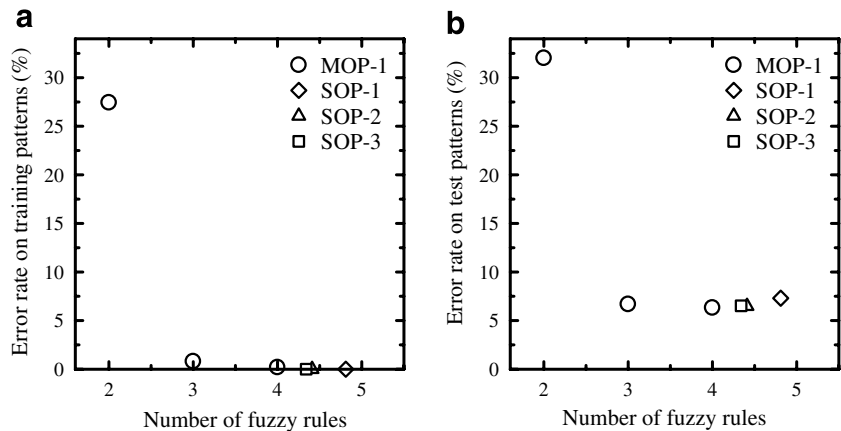 a
Error rate on training patterns (%)
30
25
20
15
10
5
0
2 3 4 5
Number of fuzzy rules
MOP-1
SOP-1
SOP-2
SOP-3
b
Error rate on test patterns (%)
30
25
20
15
10
5
0
2 3 4 5
Number of fuzzy rules
MOP-1
SOP-1
SOP-2
SOP-3